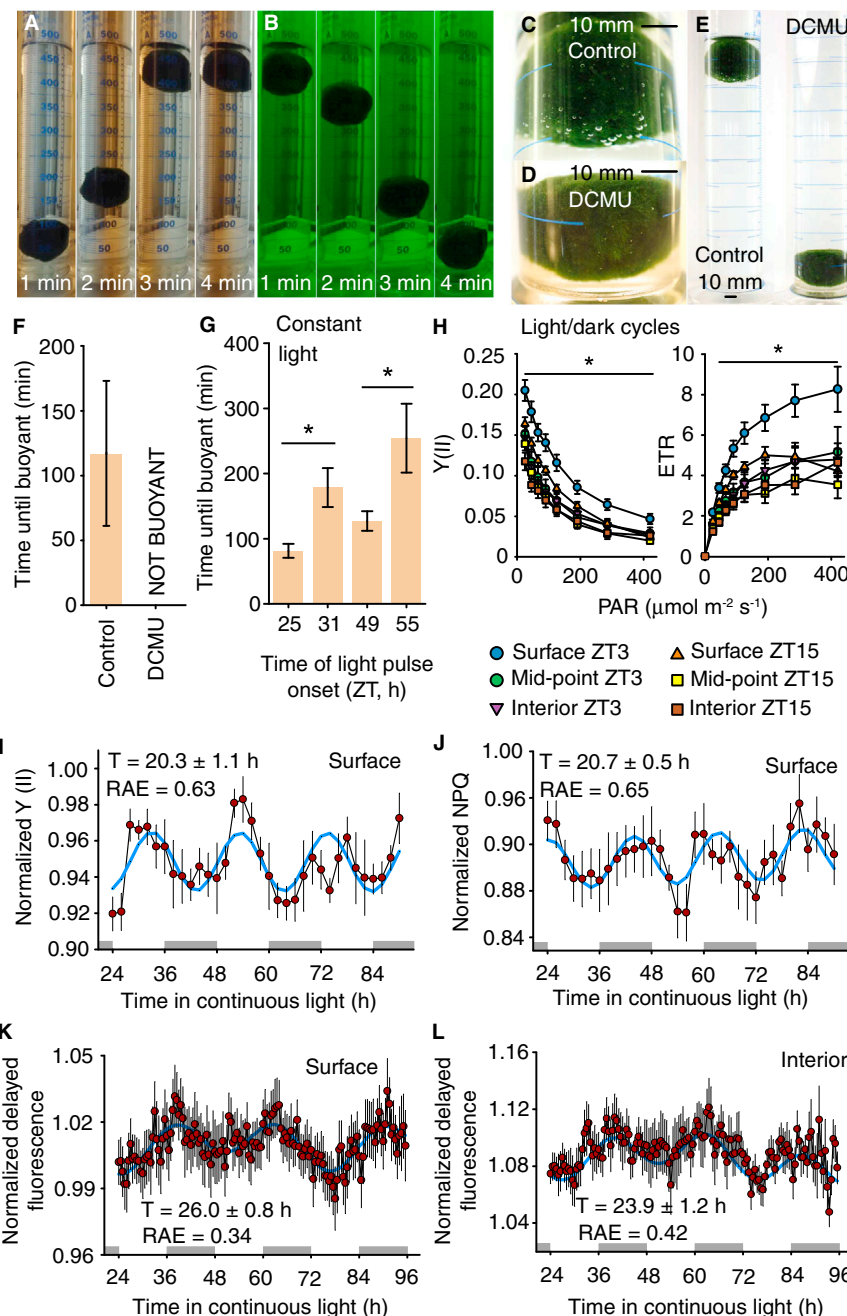 A
B
1 min 2 min 3 min 4 min
1 min 2 min 3 min 4 min
C 10 mm
Control
D 10 mm
DCMU
E DCMU
Control
10 mm
F
Time until buoyant (min)
200
150
100
50
0
NOT BUOYANT
Control
DCMU
G Constant
light
Time until buoyant (min)
400
300
200
100
0
*
*
25 31 49 55
Time of light pulse
onset (ZT, h)
H Light/dark cycles
Y(II)
0.25
0.20
0.15
0.10
0.05
0
*
0 200 400
ETR
10
8
6
4
2
0
*
0 200 400
PAR (μmol m⁻² s⁻¹)
Surface ZT3
Mid-point ZT3
Interior ZT3
Surface ZT15
Mid-point ZT15
Interior ZT15
T = 20.3 ± 1.1 h Surface
RAE = 0.63
Normalized Y (II)
1.00
0.98
0.96
0.94
0.92
0.90
24 36 48 60 72 84
Time in continuous light (h)
J
T = 20.7 ± 0.5 h Surface
RAE = 0.65
Normalized NPQ
1.00
0.96
0.90
0.88
0.84
24 36 48 60 72 84
Time in continuous light (h)
K
Surface
Normalized delayed
fluorescence
1.05
1.02
0.99
0.96
T = 26.0 ± 0.8 h
RAE = 0.34
24 36 48 60 72 84 96
Time in continuous light (h)
L
Interior
Normalized delayed
fluorescence
1.16
1.12
1.08
1.04
T = 23.9 ± 1.2 h
RAE = 0.42
24 36 48 60 72 84
Time in continuous light (h)